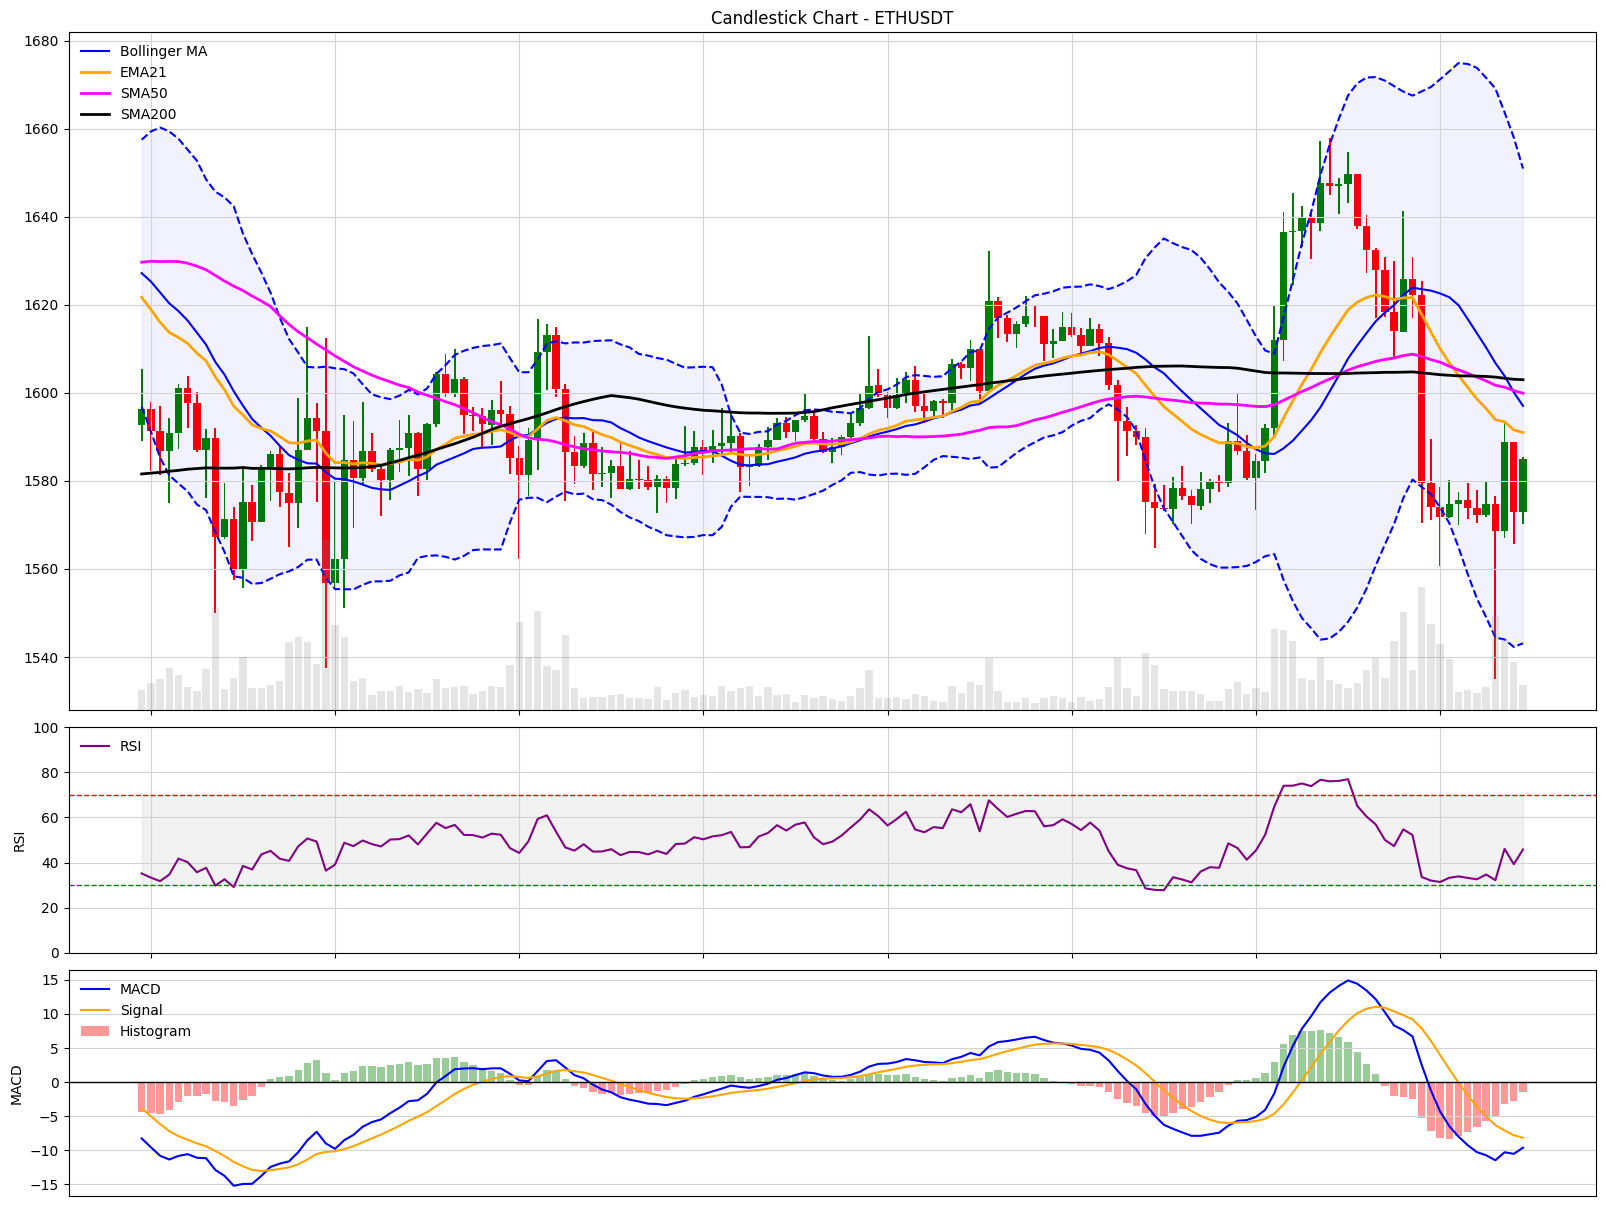 Candlestick Chart - ETHUSDT
Bollinger MA
EMA21
SMA50
SMA200
1680
1660
1640
1620
1600
1580
1560
1540
RSI
RSI
100
80
60
40
20
0
MACD
Signal
Histogram
MACD
15
10
5
0
−5
−10
−15